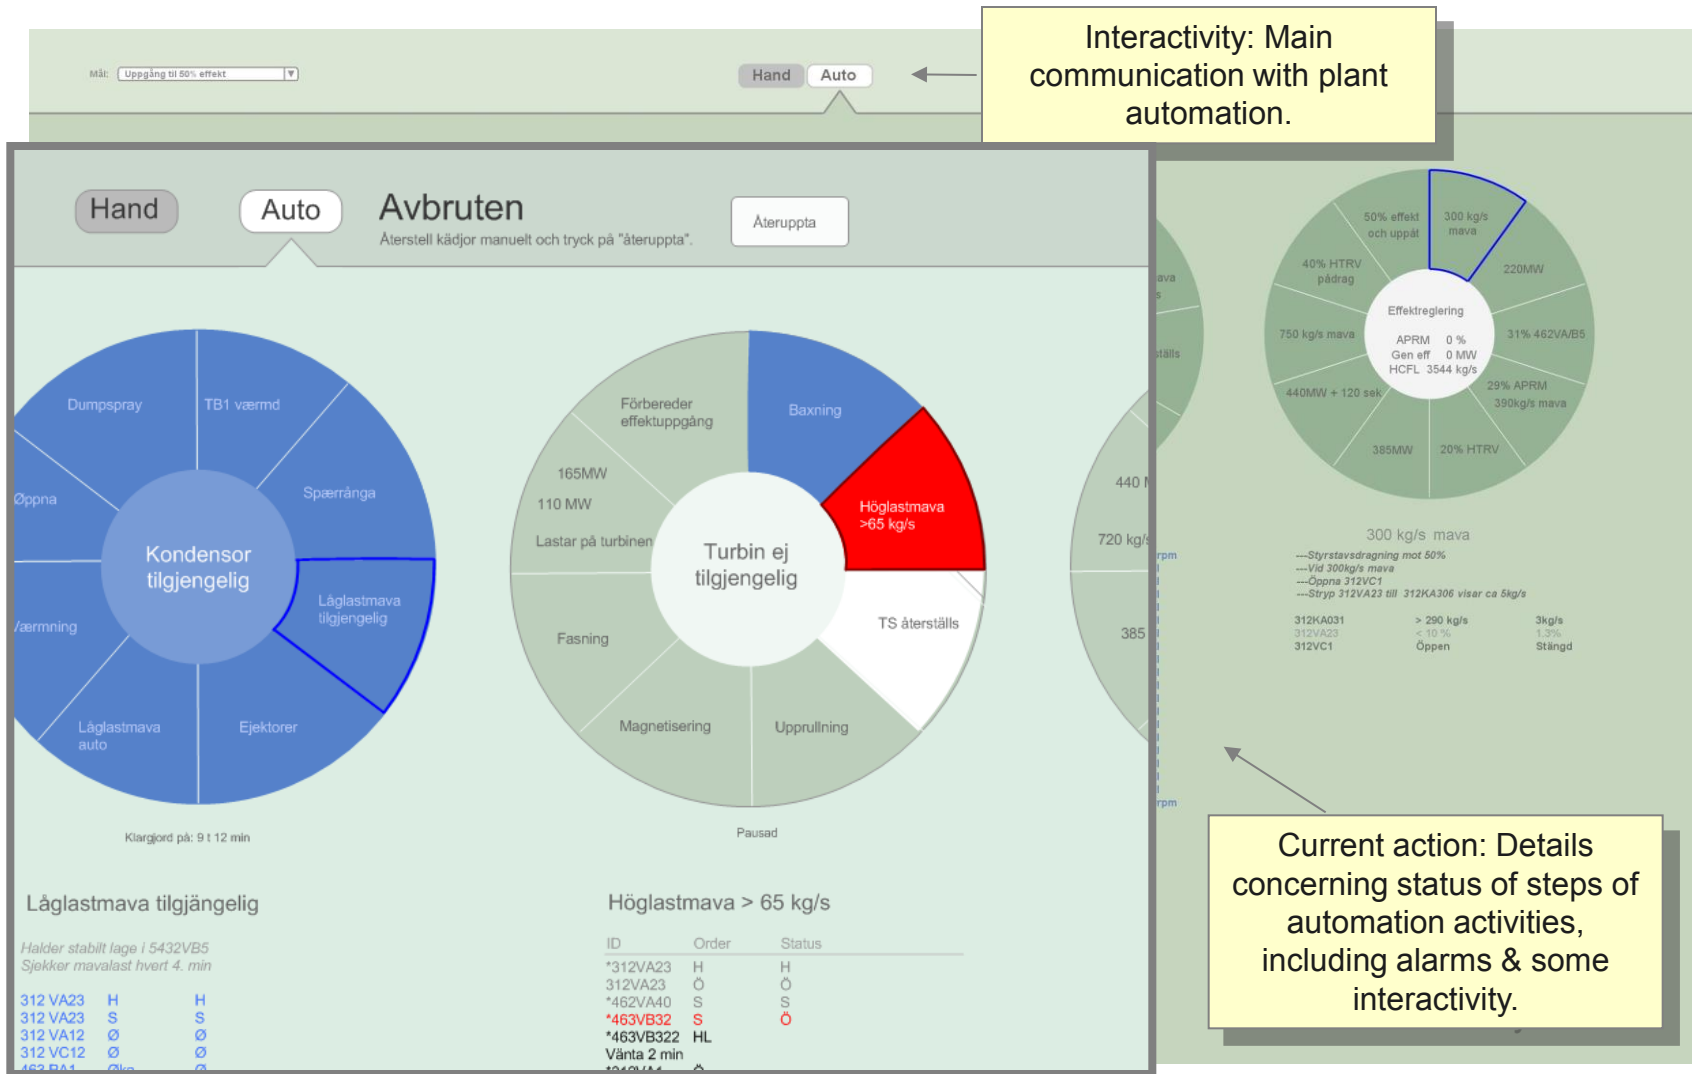 Interactivity: Main
communication with plant
automation.
Mål: Uppgång til 50% effekt
Hand Auto
Hand Auto Avbruten
Återstell kädjor manuelt och tryck på "återuppta".
Återuppta
Dumpspray
TB1 værmd
Øppna
Spærrånga
Kondensor
tilgjengelig
Låglastmava
tilgjengelig
Værmning
Låglastmava
auto
Ejektorer
Klargjord på: 9 t 12 min
Låglastmava tilgjängelig
Halder stabilt lage i 5432VB5
Sjekker mavalast hvert 4. min
312 VA23 H H
312 VA23 S S
312 VA12 Ø Ø
312 VC12 Ø Ø
Förbereder
effektuppgång
Baxning
165MW
110 MW
Lastar på turbinen
Höglastmava
>65 kg/s
Turbin ej
tilgjengelig
TS återställs
Fasning
Magnetisering
Upprullning
Pausad
Höglastmava > 65 kg/s
ID Order Status
*312VA23 H H
312VA23 Ö Ö
*462VA40 S S
*463VB32 S Ö
*463VB322 HL
Vänta 2 min
440
720 kg/s
385
rpm
rpm
50% effekt
och uppåt
300 kg/s
mava
40% HTRV
pådrag
220MW
750 kg/s mava
Effektreglering
APRM 0 %
Gen eff 0 MW
HCFL 3544 kg/s
31% 462VA/B5
440MW + 120 sek
29% APRM
390kg/s mava
385MW
20% HTRV
300 kg/s mava
---Styrstavsdragning mot 50%
---Vid 300kg/s mava
---Öppna 312VC1
---Stryp 312VA23 till 312KA306 visar ca 5kg/s
312KA031 > 290 kg/s 3kg/s
312VA23 < 10 % 1.3%
312VC1 Öppen Stängd
Current action: Details
concerning status of steps of
automation activities,
including alarms & some
interactivity.